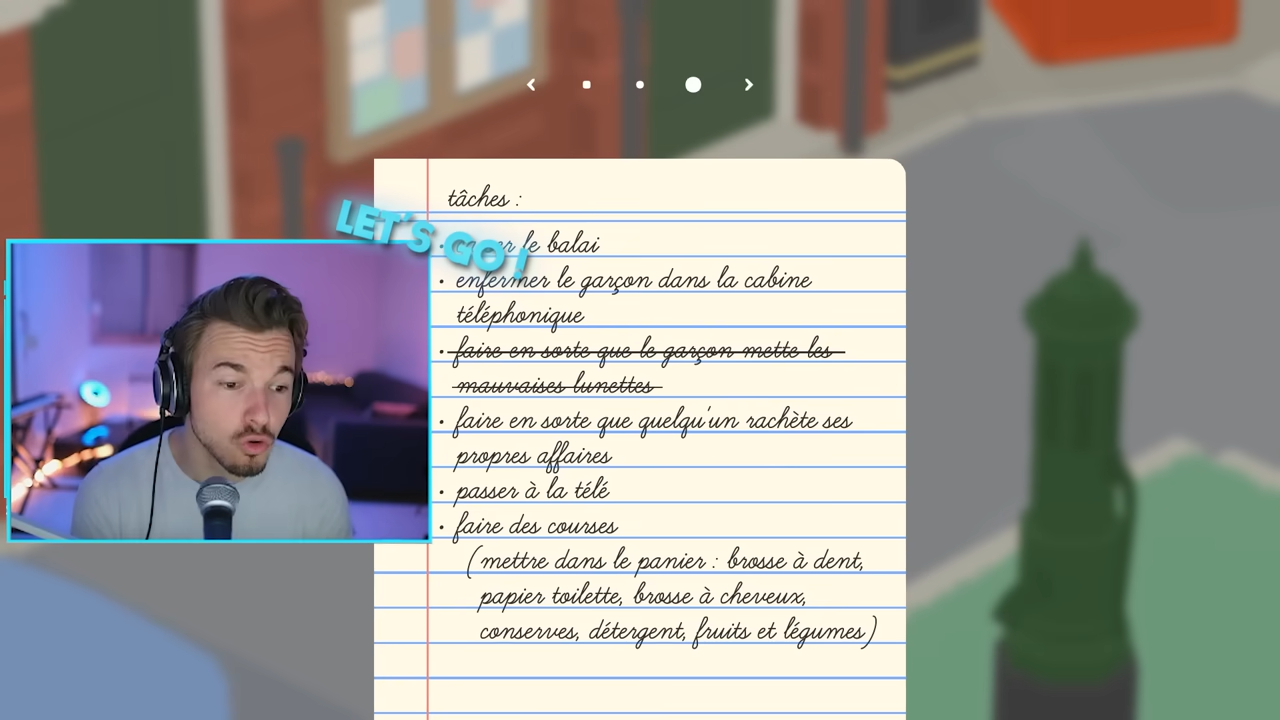 tâches :
LET'S GO !
le balai
• enfermer le garçon dans la cabine
téléphonique
• faire en sorte que le garçon mette les
mauvaises lunettes
• faire en sorte que quelqu'un rachète ses
propres affaires
• passer à la télé
• faire des courses
(mettre dans le panier : brosse à dent,
papier toilette, brosse à cheveux,
conserves, détergent, fruits et légumes)